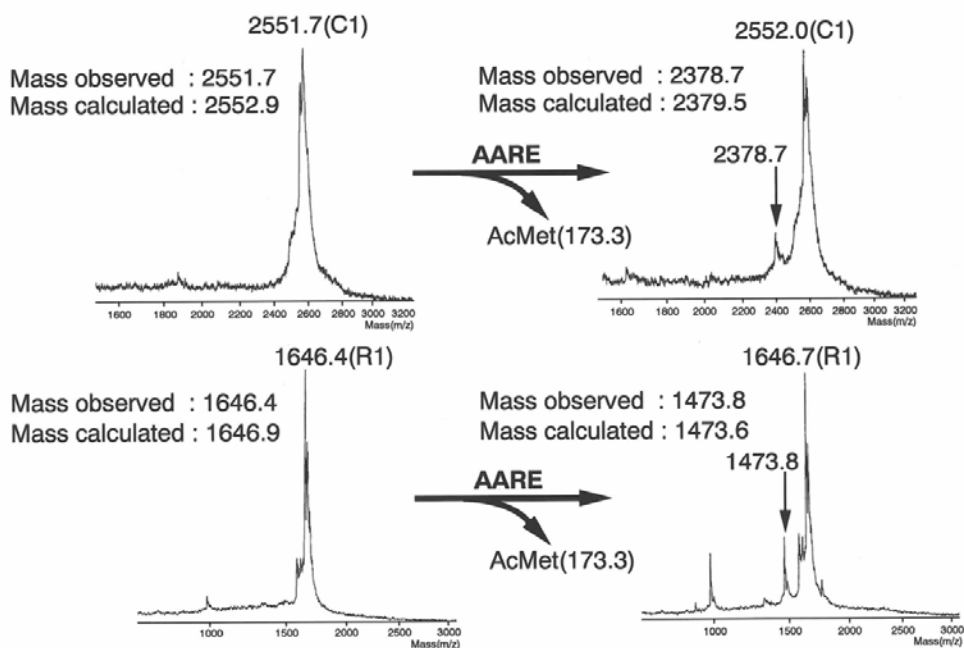 2551.7(C1)
Mass observed : 2551.7
Mass calculated : 2552.9
1600 1800 2000 2200 2400 2600 2800 3000 3200
Mass(m/z)
AARE
AcMet(173.3)
2552.0(C1)
Mass observed : 2378.7
Mass calculated : 2379.5
2378.7
1600 1800 2000 2200 2400 2600 2800 3000 3200
Mass(m/z)
1646.4(R1)
Mass observed : 1646.4
Mass calculated : 1646.9
1000 1600 2000 2500 3000
Mass(m/z)
AARE
AcMet(173.3)
1646.7(R1)
Mass observed : 1473.8
Mass calculated : 1473.6
1473.8
1000 1500 2000 2500 3000
Mass(m/z)